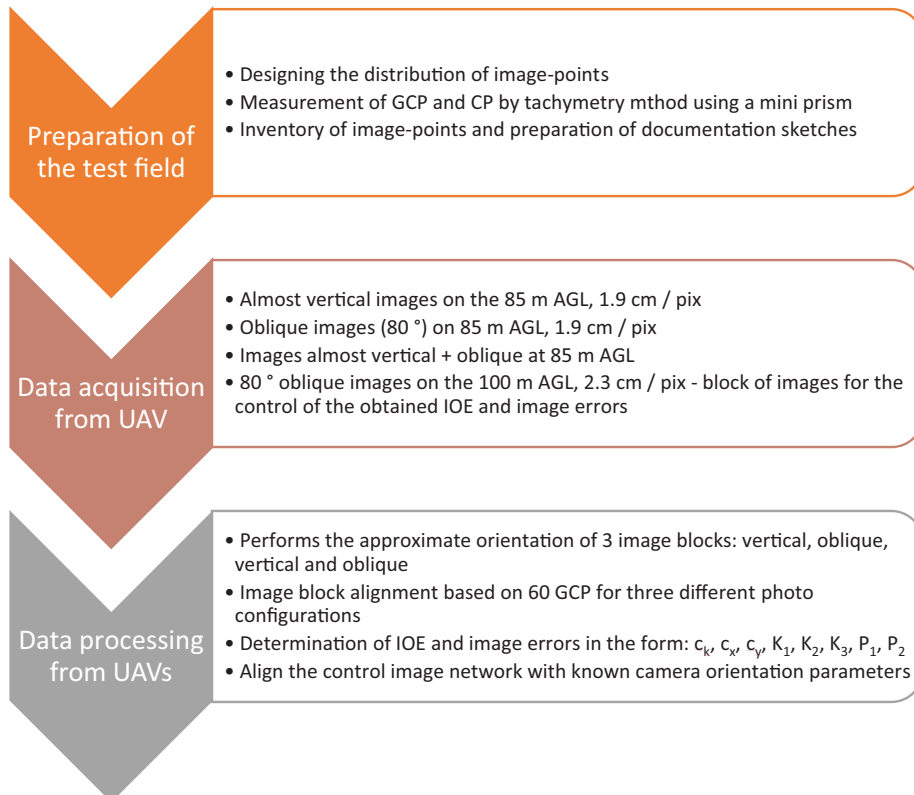 Preparation of
the test field
• Designing the distribution of image-points
• Measurement of GCP and CP by tachymetry mthod using a mini prism
• Inventory of image-points and preparation of documentation sketches
Data acquisition
from UAV
• Almost vertical images on the 85 m AGL, 1.9 cm / pix
• Oblique images (80 °) on 85 m AGL, 1.9 cm / pix
• Images almost vertical + oblique at 85 m AGL
• 80 ° oblique images on the 100 m AGL, 2.3 cm / pix - block of images for the
control of the obtained IOE and image errors
Data processing
from UAVs
• Performs the approximate orientation of 3 image blocks: vertical, oblique,
vertical and oblique
• Image block alignment based on 60 GCP for three different photo
configurations
• Determination of IOE and image errors in the form: cₖ, cₓ, c_y, K₁, K₂, K₃, P₁, P₂
• Align the control image network with known camera orientation parameters